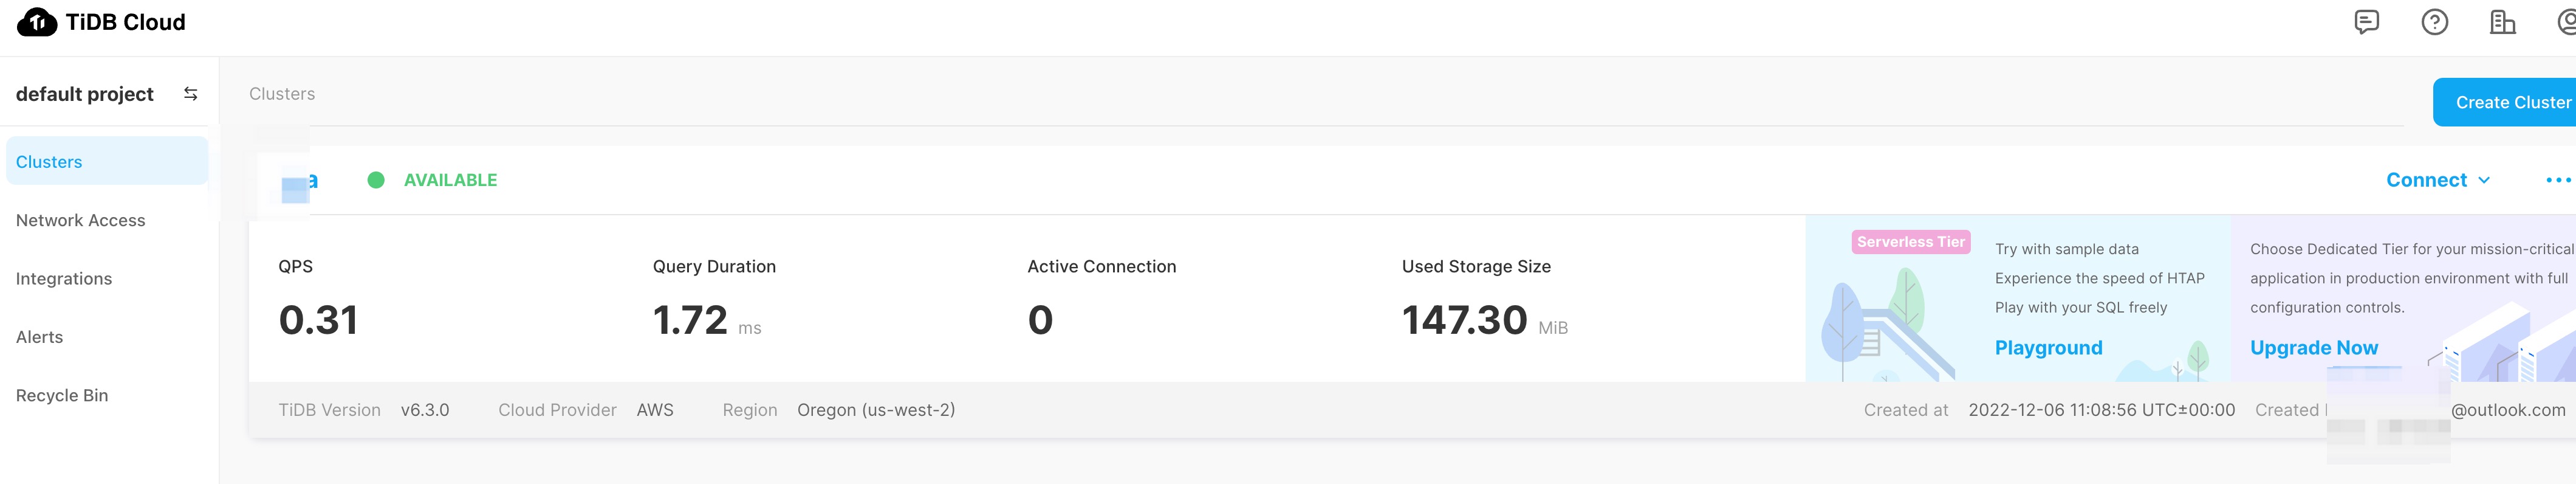 TiDB Cloud
default project
Clusters
Create Cluster
Clusters
Network Access
Integrations
Alerts
Recycle Bin
a
AVAILABLE
Connect
QPS
0.31
Query Duration
1.72 ms
Active Connection
0
Used Storage Size
147.30 MiB
Serverless Tier
Try with sample data
Experience the speed of HTAP
Play with your SQL freely
Playground
Choose Dedicated Tier for your mission-critical
application in production environment with full
configuration controls.
Upgrade Now
TiDB Version v6.3.0 Cloud Provider AWS Region Oregon (us-west-2)
Created at 2022-12-06 11:08:56 UTC±00:00 Created @outlook.com